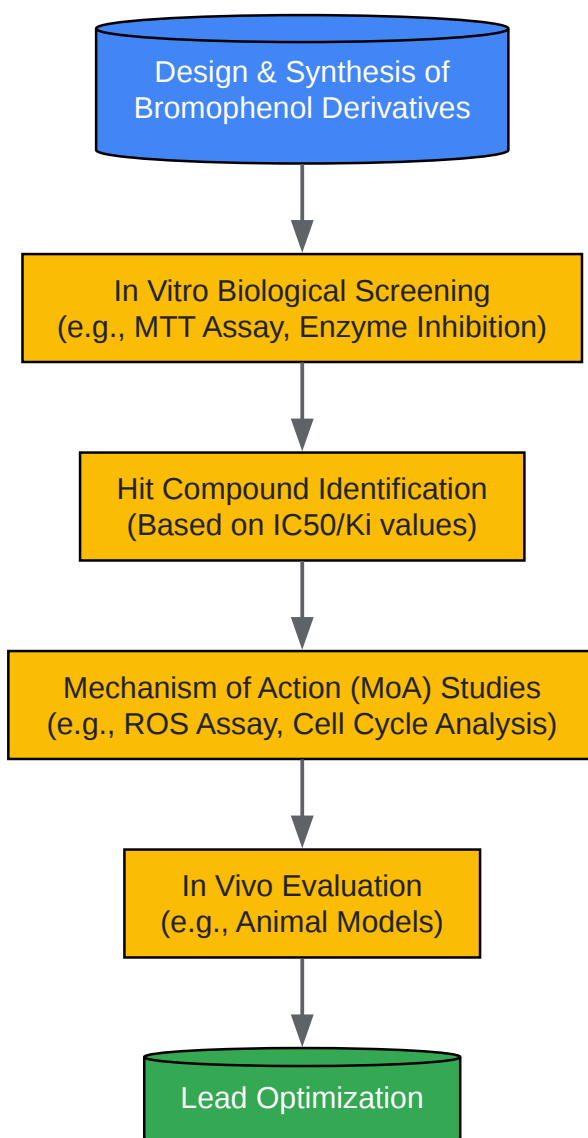 Design & Synthesis of
Bromophenol Derivatives
In Vitro Biological Screening
(e.g., MTT Assay, Enzyme Inhibition)
Hit Compound Identification
(Based on IC50/Ki values)
Mechanism of Action (MoA) Studies
(e.g., ROS Assay, Cell Cycle Analysis)
In Vivo Evaluation
(e.g., Animal Models)
Lead Optimization